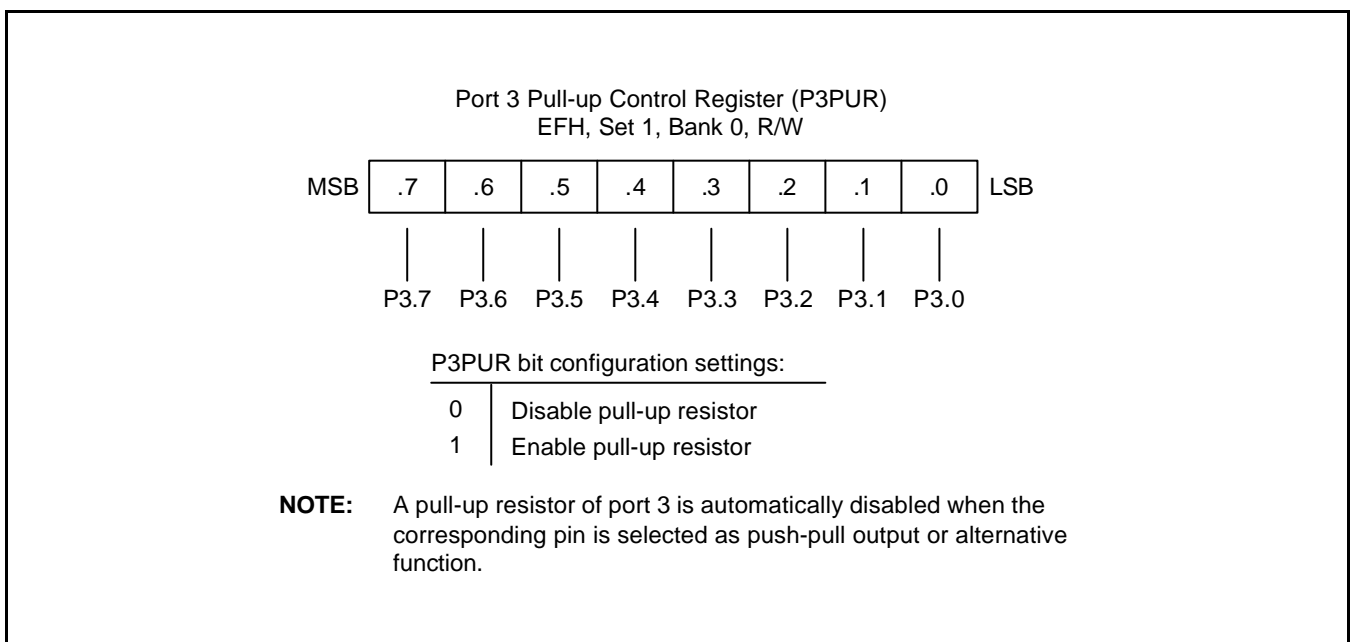 Port 3 Pull-up Control Register (P3PUR)
EFH, Set 1, Bank 0, R/W
MSB .7 .6 .5 .4 .3 .2 .1 .0 LSB
P3.7 P3.6 P3.5 P3.4 P3.3 P3.2 P3.1 P3.0
P3PUR bit configuration settings:
0 Disable pull-up resistor
1 Enable pull-up resistor
NOTE: A pull-up resistor of port 3 is automatically disabled when the
corresponding pin is selected as push-pull output or alternative
function.